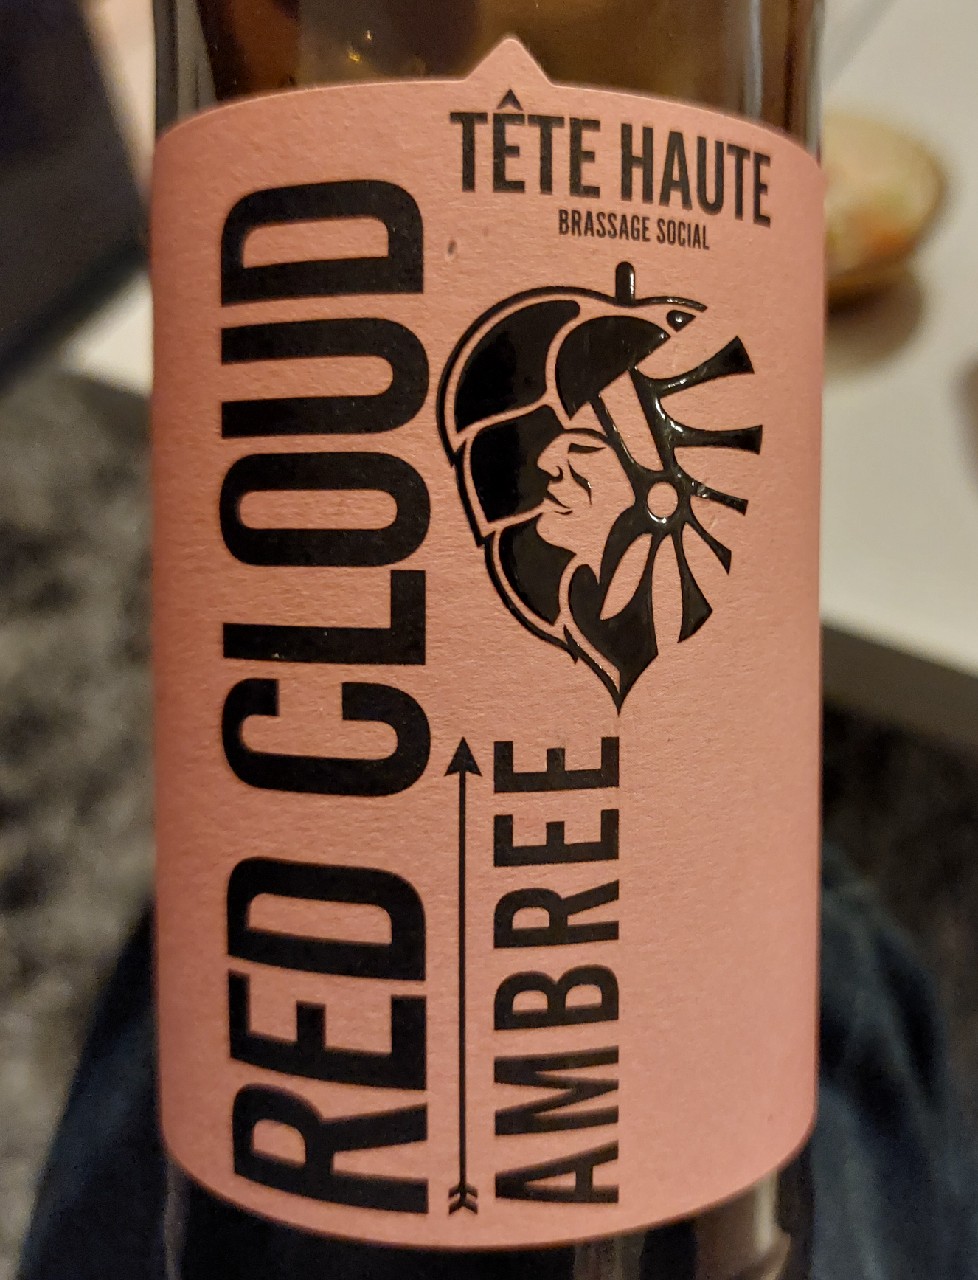 TÊTE HAUTE
BRASSAGE SOCIAL
RED CLOUD
AMBREE